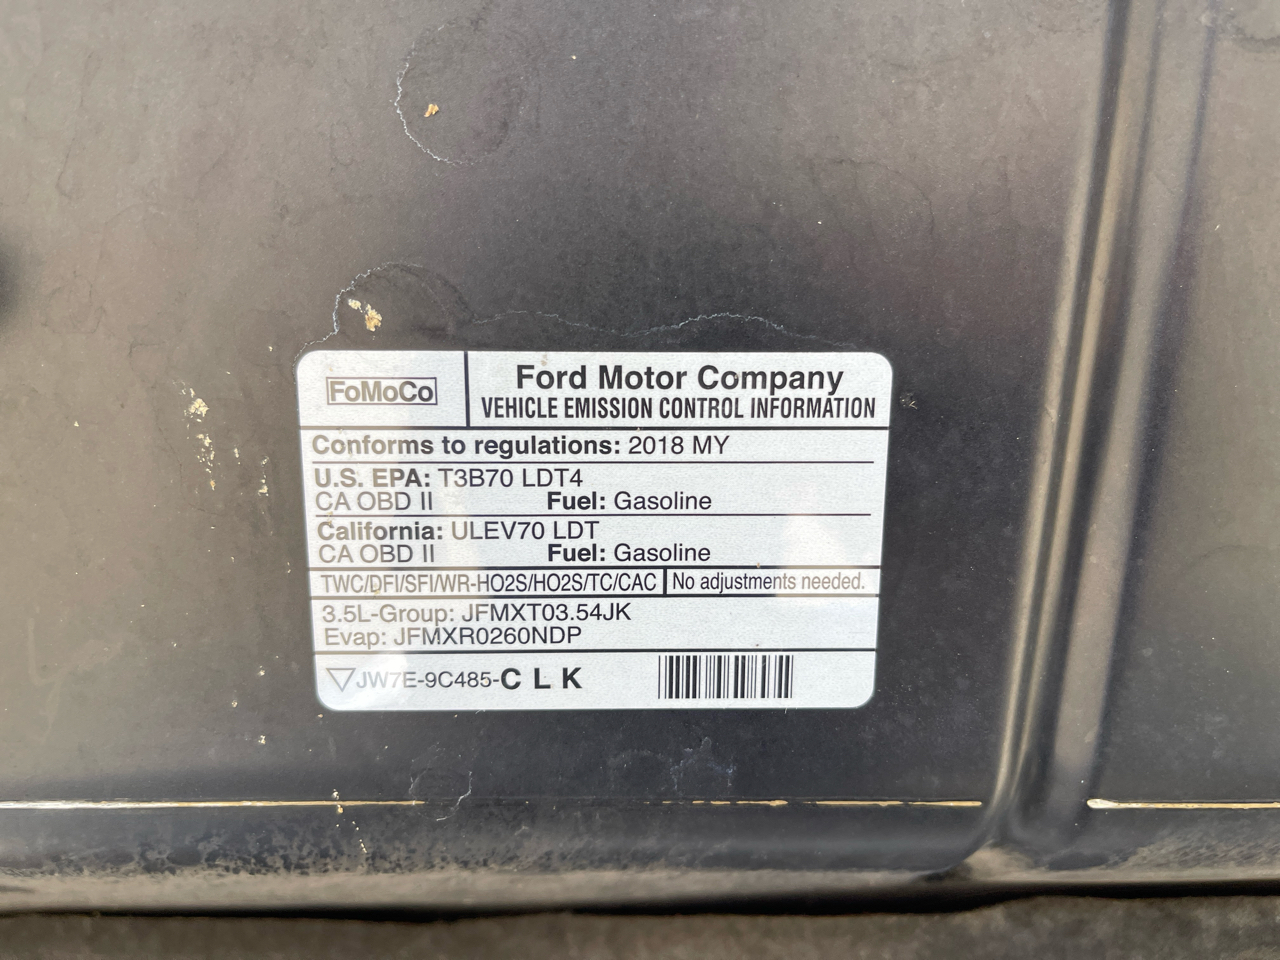 FoMoCo
Ford Motor Company
VEHICLE EMISSION CONTROL INFORMATION
Conforms to regulations: 2018 MY
U.S. EPA: T3B70 LDT4
CA OBD II Fuel: Gasoline
California: ULEV70 LDT
CA OBD II Fuel: Gasoline
TWC/DFI/SFI/WR-HO2S/HO2S/TC/CAC No adjustments needed.
3.5L-Group: JFMXT03.54JK
Evap: JFMXR0260NDP
JW7E-9C485-C L K